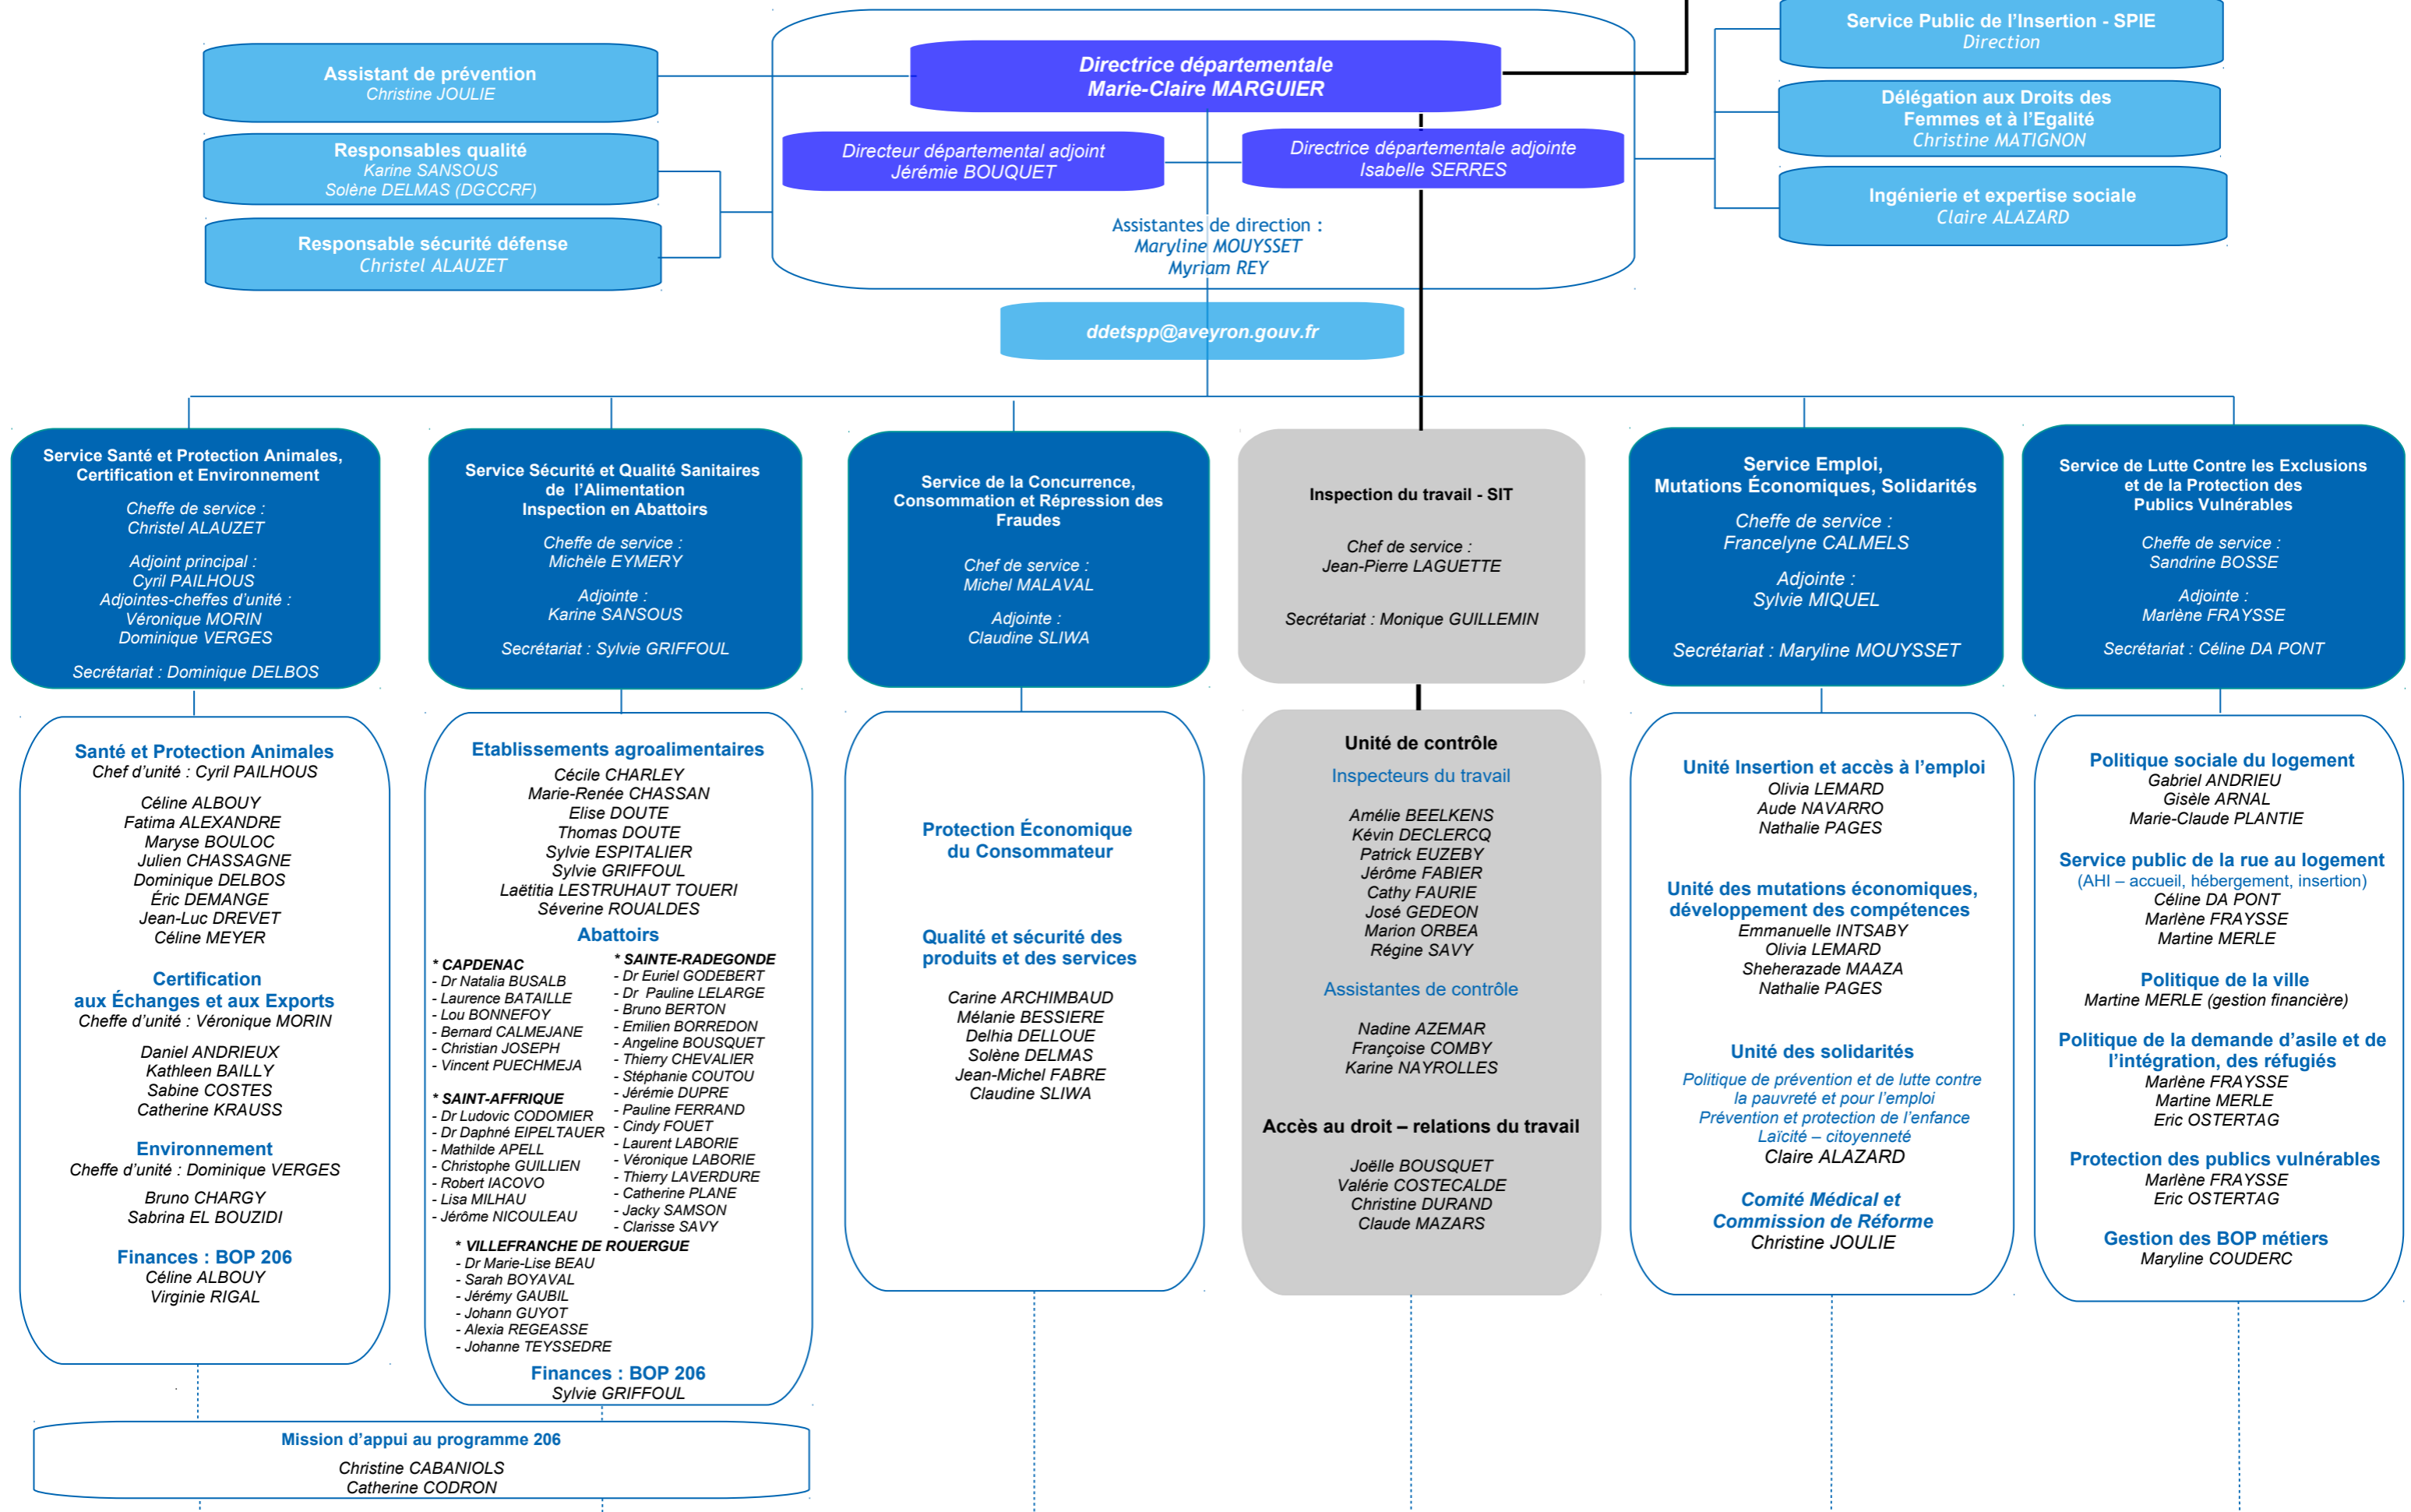 Assistant de prévention
Christine JOULIE
Responsables qualité
Karine SANSOUS
Solène DELMAS (DGCCRF)
Responsable sécurité défense
Christel ALAUZET
Directrice départementale
Marie-Claire MARGUIER
Directeur départemental adjoint
Jérémie BOUQUET
Directrice départementale adjointe
Isabelle SERRES
Assistantes de direction :
Maryline MOUYSSET
Myriam REY
Service Public de l'Insertion - SPIE
Direction
Délégation aux Droits des
Femmes et à l'Egalité
Christine MATIGNON
Ingénierie et expertise sociale
Claire ALAZARD
ddetspp@aveyron.gouv.fr
Service Santé et Protection Animales,
Certification et Environnement
Cheffe de service :
Christel ALAUZET
Adjoint principal :
Cyril PAILHOUS
Adjointes-cheffes d'unité :
Véronique MORIN
Dominique VERGES
Secrétariat : Dominique DELBOS
Santé et Protection Animales
Chef d'unité : Cyril PAILHOUS
Céline ALBOUY
Fatima ALEXANDRE
Maryse BOULOC
Julien CHASSAGNE
Dominique DELBOS
Éric DEMANGE
Jean-Luc DREVET
Céline MEYER
Certification
aux Échanges et aux Exports
Cheffe d'unité : Véronique MORIN
Daniel ANDRIEUX
Kathleen BAILLY
Sabine COSTES
Catherine KRAUSS
Environnement
Cheffe d'unité : Dominique VERGES
Bruno CHARGY
Sabrina EL BOUZIDI
Finances : BOP 206
Céline ALBOUY
Virginie RIGAL
Service Sécurité et Qualité Sanitaires
de l'Alimentation
Inspection en Abattoirs
Cheffe de service :
Michèle EYMERY
Adjointe :
Karine SANSOUS
Secrétariat : Sylvie GRIFFOUL
Etablissements agroalimentaires
Cécile CHARLEY
Marie-Renée CHASSAN
Elise DOUTE
Thomas DOUTE
Sylvie ESPITALIER
Sylvie GRIFFOUL
Laëtitia LESTRUHAUT TOUERI
Séverine ROUALDES
Abattoirs
* CAPDENAC
- Dr Natalia BUSALB
- Laurence BATAILLE
- Lou BONNEFOY
- Bernard CALMEJANE
- Christian JOSEPH
- Vincent PUECHMEJA
* SAINT-AFFRIQUE
- Dr Ludovic CODOMIER
- Dr Daphné EIPELTAUER
- Mathilde APELL
- Christophe GUILLIEN
- Robert IACOVO
- Lisa MILHAU
- Jérôme NICOULEAU
* SAINTE-RADEGONDE
- Dr Euriel GODEBERT
- Dr Pauline LELARGE
- Bruno BERTON
- Emilien BORREDON
- Angeline BOUSQUET
- Thierry CHEVALIER
- Stéphanie COUTOU
- Jérémie DUPRE
- Pauline FERRAND
- Cindy FOUET
- Laurent LABORIE
- Véronique LABORIE
- Thierry LAVERDURE
- Catherine PLANE
- Jacky SAMSON
- Clarisse SAVY
* VILLEFRANCHE DE ROUERGUE
- Dr Marie-Lise BEAU
- Sarah BOYAVAL
- Jérémy GAUBIL
- Johann GUYOT
- Alexia REGEASSE
- Johanne TEYSSEDRE
Finances : BOP 206
Sylvie GRIFFOUL
Mission d'appui au programme 206
Christine CABANIOLS
Catherine CODRON
Service de la Concurrence,
Consommation et Répression des
Fraudes
Chef de service :
Michel MALAVAL
Adjointe :
Claudine SLIWA
Protection Économique
du Consommateur
Qualité et sécurité des
produits et des services
Carine ARCHIMBAUD
Mélanie BESSIERE
Delhia DELLOUE
Solène DELMAS
Jean-Michel FABRE
Claudine SLIWA
Inspection du travail - SIT
Chef de service :
Jean-Pierre LAGUETTE
Secrétariat : Monique GUILLEMIN
Unité de contrôle
Inspecteurs du travail
Amélie BEELKENS
Kévin DECLERCQ
Patrick EUZEBY
Jérôme FABIER
Cathy FAURIE
José GEDEON
Marion ORBEA
Régine SAVY
Assistantes de contrôle
Nadine AZEMAR
Françoise COMBY
Karine NAYROLLES
Accès au droit – relations du travail
Joëlle BOUSQUET
Valérie COSTECALDE
Christine DURAND
Claude MAZARS
Service Emploi,
Mutations Économiques, Solidarités
Cheffe de service :
Francelyne CALMELS
Adjointe :
Sylvie MIQUEL
Secrétariat : Maryline MOUYSSET
Unité Insertion et accès à l'emploi
Olivia LEMARD
Aude NAVARRO
Nathalie PAGES
Unité des mutations économiques,
développement des compétences
Emmanuelle INTSABY
Olivia LEMARD
Sheherazade MAAZA
Nathalie PAGES
Unité des solidarités
Politique de prévention et de lutte contre
la pauvreté et pour l'emploi
Prévention et protection de l'enfance
Laïcité – citoyenneté
Claire ALAZARD
Comité Médical et
Commission de Réforme
Christine JOULIE
Service de Lutte Contre les Exclusions
et de la Protection des
Publics Vulnérables
Cheffe de service :
Sandrine BOSSE
Adjointe :
Marlène FRAYSSE
Secrétariat : Céline DA PONT
Politique sociale du logement
Gabriel ANDRIEU
Gisèle ARNAL
Marie-Claude PLANTIE
Service public de la rue au logement
(AHI – accueil, hébergement, insertion)
Céline DA PONT
Marlène FRAYSSE
Martine MERLE
Politique de la ville
Martine MERLE (gestion financière)
Politique de la demande d'asile et de
l'intégration, des réfugiés
Marlène FRAYSSE
Martine MERLE
Eric OSTERTAG
Protection des publics vulnérables
Marlène FRAYSSE
Eric OSTERTAG
Gestion des BOP métiers
Maryline COUDERC